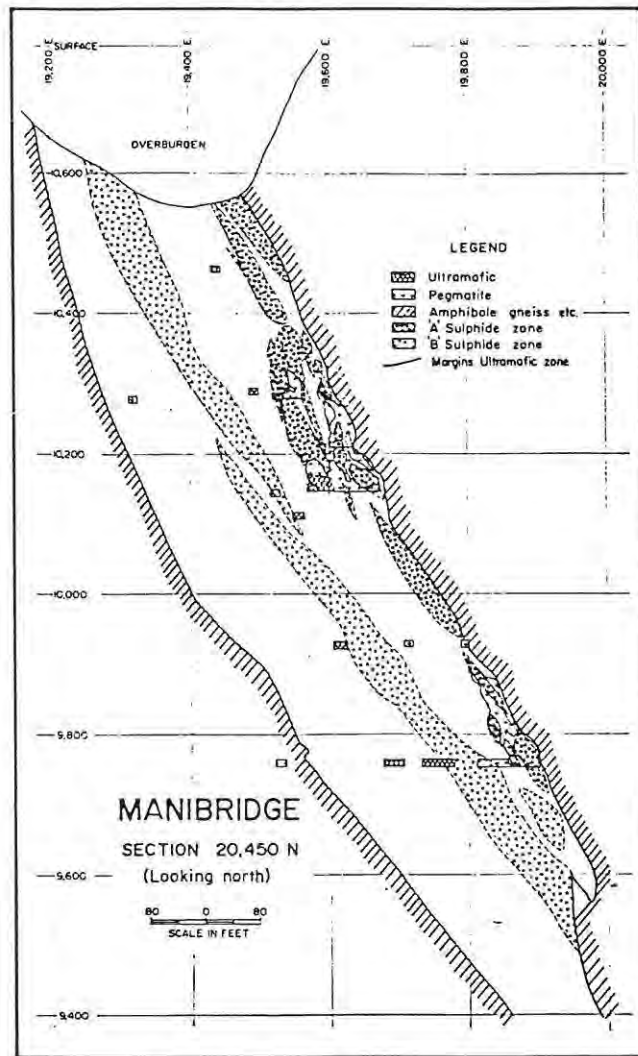 19,200 E
19,400 E
19,600 E
19,800 E
20,000 E
SURFACE
OVERBURDEN
10,600
LEGEND
Ultramafic
Pegmatite
Amphibole gneiss etc.
'A' Sulphide zone
'B' Sulphide zone
Margins Ultramafic zone
10,400
10,200
10,000
9,800
MANIBRIDGE
SECTION 20,450 N
(Looking north)
80 0 80
SCALE IN FEET
9,600
9,400